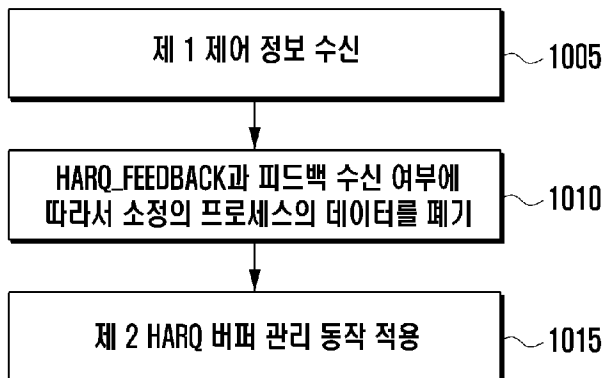 제 1 제어 정보 수신
1005
HARQ_FEEDBACK과 피드백 수신 여부에
따라서 소정의 프로세스의 데이터를 폐기
1010
제 2 HARQ 버퍼 관리 동작 적용
1015